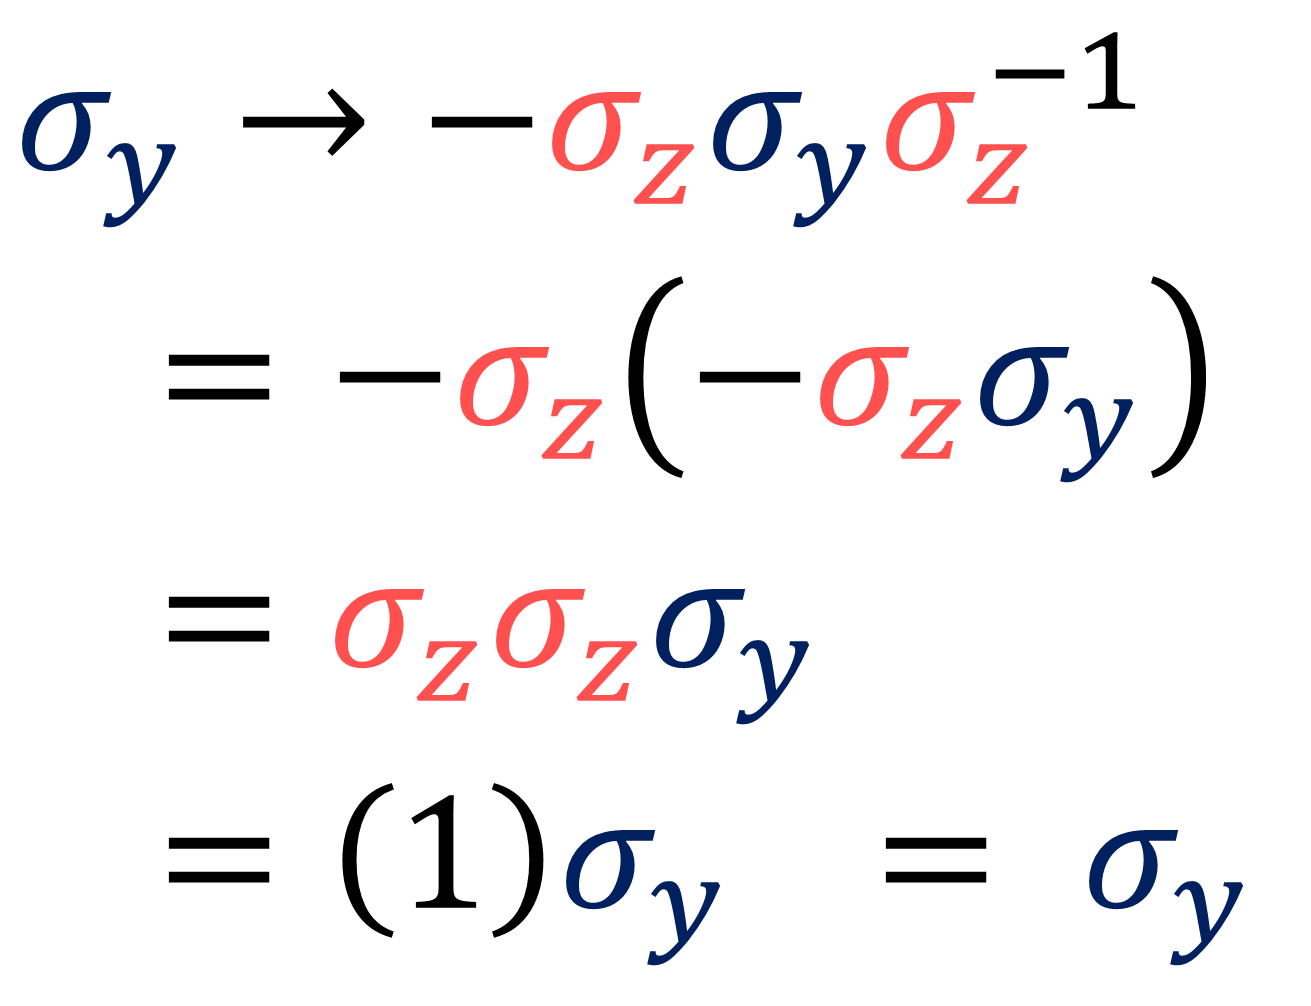 σ_y → −σ_z σ_y σ_z^{−1}
= −σ_z(−σ_z σ_y)
= σ_z σ_z σ_y
= (1)σ_y = σ_y